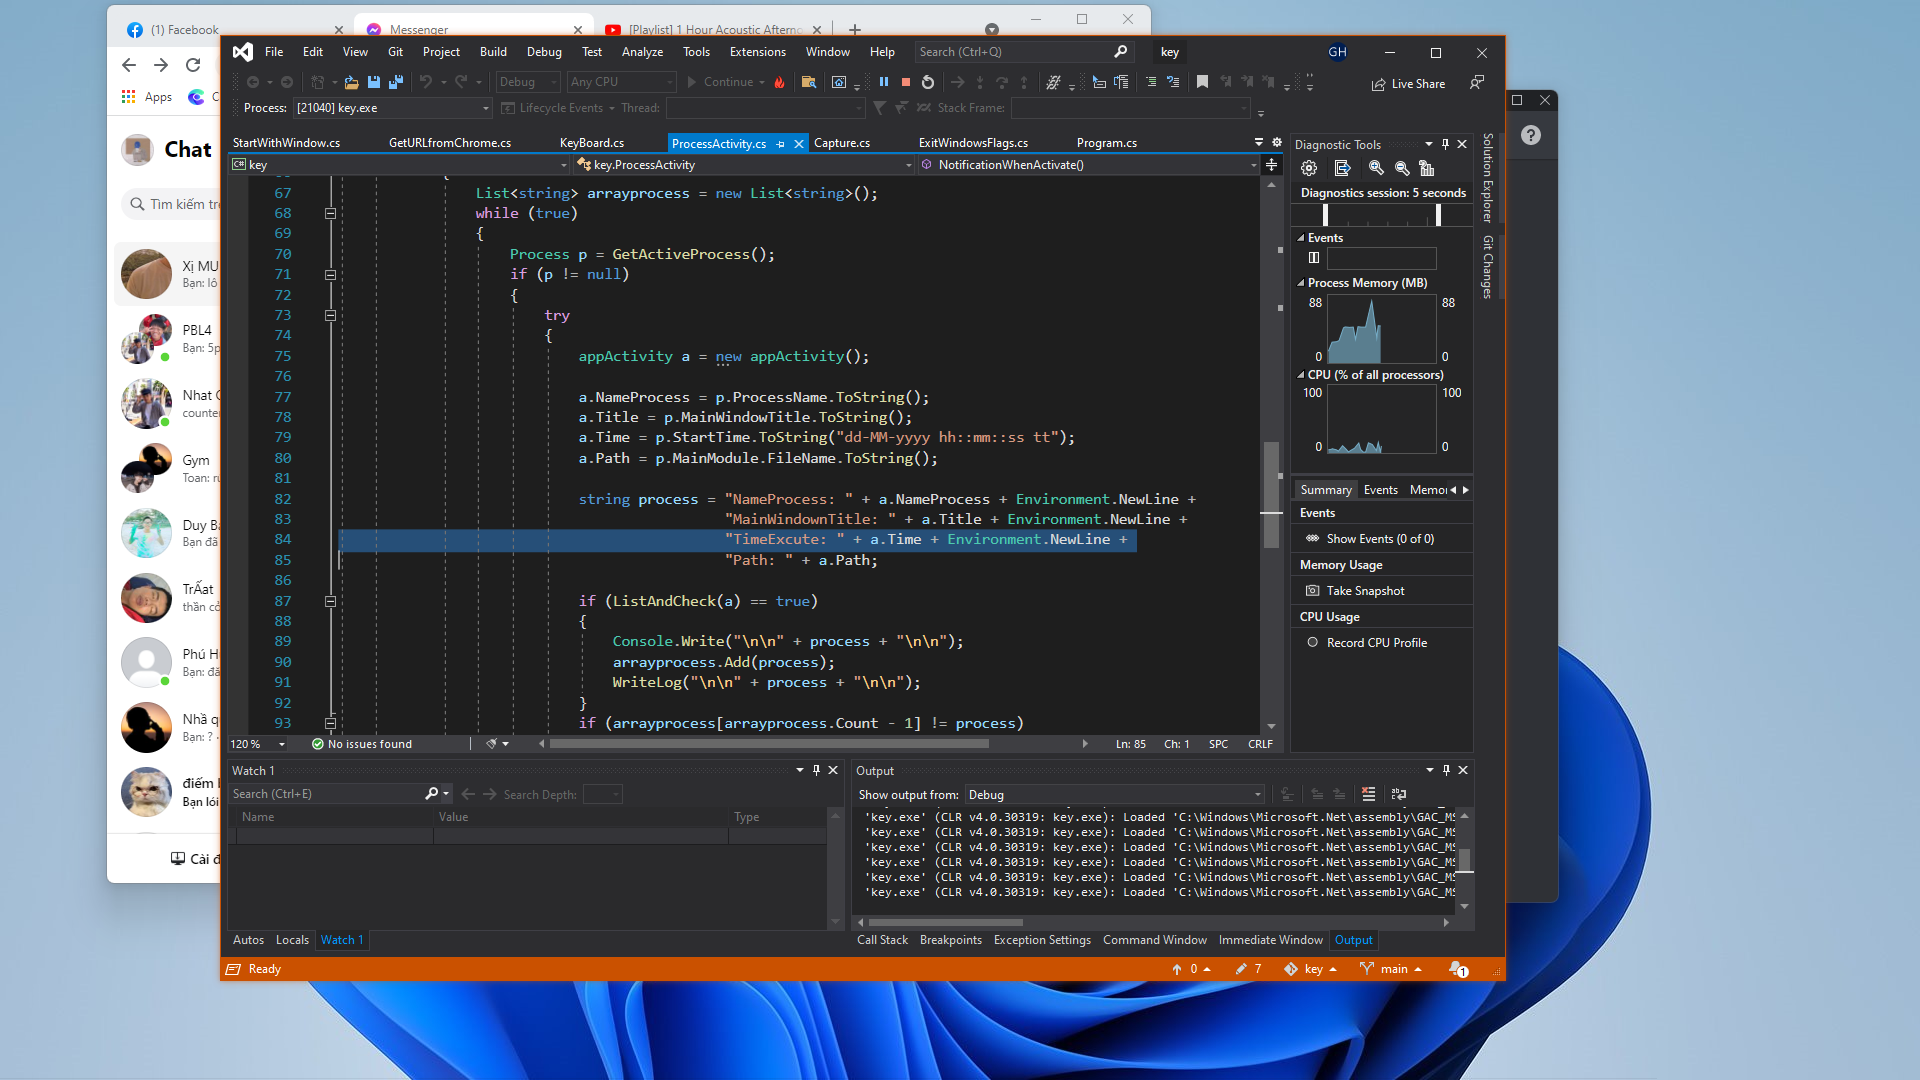 (1) Facebook
Messenger
[Playlist] 1 Hour Acoustic Afterno
Apps
Chat
Tìm kiếm tr
Xị MU
Bạn: lô
PBL4
Bạn: 5p
Nhat
counter
Gym
Toan: ru
Duy Bả
Bạn đã
TrẤat
thần cỏ
Phú H
Bạn: đã
Nhã q
Bạn: ? ·
điếm l
Bạn lói
Cài đ
File Edit View Git Project Build Debug Test Analyze Tools Extensions Window Help Search (Ctrl+Q) key GH
Debug Any CPU Continue Live Share
Process: [21040] key.exe Lifecycle Events Thread: Stack Frame:
StartWithWindow.cs GetURLfromChrome.cs KeyBoard.cs ProcessActivity.cs Capture.cs ExitWindowsFlags.cs Program.cs
C# key key.ProcessActivity NotificationWhenActivate()
67 List<string> arrayprocess = new List<string>();
68 while (true)
69 {
70 Process p = GetActiveProcess();
71 if (p != null)
72 {
73 try
74 {
75 appActivity a = new appActivity();
76
77 a.NameProcess = p.ProcessName.ToString();
78 a.Title = p.MainWindowTitle.ToString();
79 a.Time = p.StartTime.ToString("dd-MM-yyyy hh::mm::ss tt");
80 a.Path = p.MainModule.FileName.ToString();
81
82 string process = "NameProcess: " + a.NameProcess + Environment.NewLine +
83 "MainWindownTitle: " + a.Title + Environment.NewLine +
84 "TimeExcute: " + a.Time + Environment.NewLine +
85 "Path: " + a.Path;
86
87 if (ListAndCheck(a) == true)
88 {
89 Console.Write("\n\n" + process + "\n\n");
90 arrayprocess.Add(process);
91 WriteLog("\n\n" + process + "\n\n");
92 }
93 if (arrayprocess[arrayprocess.Count - 1] != process)
120 % No issues found Ln: 85 Ch: 1 SPC CRLF
Diagnostic Tools
Diagnostics session: 5 seconds
Events
Process Memory (MB)
88 88
0 0
CPU (% of all processors)
100 100
0 0
Summary Events Memo
Events
Show Events (0 of 0)
Memory Usage
Take Snapshot
CPU Usage
Record CPU Profile
Solution Explorer
Git Changes
Watch 1
Search (Ctrl+E) Search Depth:
Name Value Type
Autos Locals Watch 1
Output
Show output from: Debug
'key.exe' (CLR v4.0.30319: key.exe): Loaded 'C:\Windows\Microsoft.Net\assembly\GAC_MS
'key.exe' (CLR v4.0.30319: key.exe): Loaded 'C:\Windows\Microsoft.Net\assembly\GAC_MS
'key.exe' (CLR v4.0.30319: key.exe): Loaded 'C:\Windows\Microsoft.Net\assembly\GAC_MS
'key.exe' (CLR v4.0.30319: key.exe): Loaded 'C:\Windows\Microsoft.Net\assembly\GAC_MS
'key.exe' (CLR v4.0.30319: key.exe): Loaded 'C:\Windows\Microsoft.Net\assembly\GAC_MS
'key.exe' (CLR v4.0.30319: key.exe): Loaded 'C:\Windows\Microsoft.Net\assembly\GAC_MS
Call Stack Breakpoints Exception Settings Command Window Immediate Window Output
Ready 0 7 key main 1